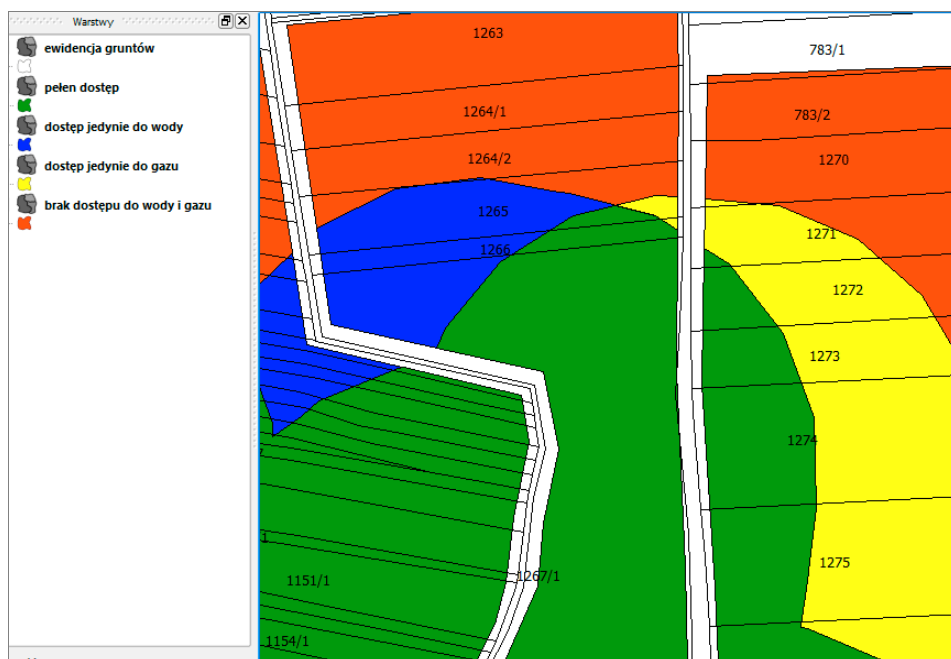 Warstwy
ewidencja gruntów
pełen dostęp
dostęp jedynie do wody
dostęp jedynie do gazu
brak dostępu do wody i gazu
1263
783/1
1264/1
783/2
1264/2
1270
1265
1271
1266
1272
1273
1274
1275
1151/1
1267/1
1154/1